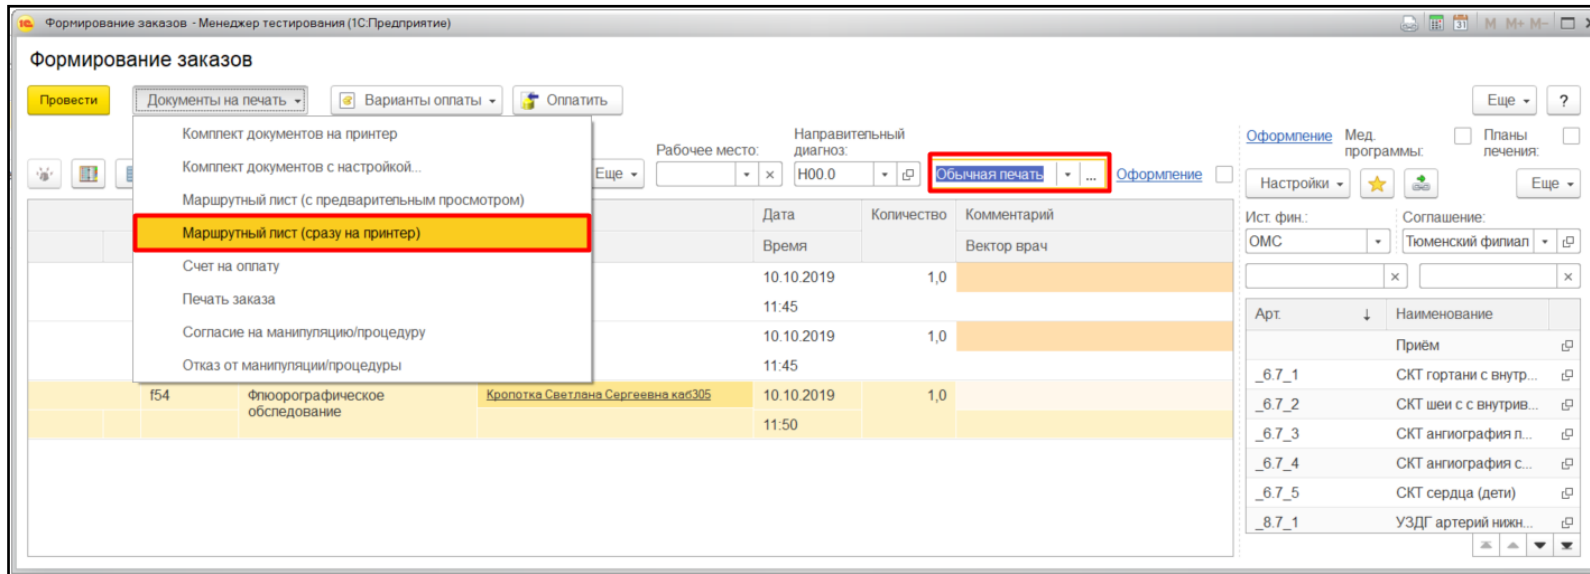 Формирование заказов - Менеджер тестирования (1С:Предприятие)
M M+ M-
Формирование заказов
Провести Документы на печать Варианты оплаты Оплатить Еще ?
Комплект документов на принтер
Комплект документов с настройкой...
Маршрутный лист (с предварительным просмотром)
Маршрутный лист (сразу на принтер)
Счет на оплату
Печать заказа
Согласие на манипуляцию/процедуру
Отказ от манипуляции/процедуры
Еще
Рабочее место:
Направительный
диагноз:
H00.0
Обычная печать ...
Оформление
Дата Количество Комментарий
Время Вектор врач
10.10.2019 1,0
11:45
10.10.2019 1,0
11:45
f54 Флюорографическое
обследование
Кропотка Светлана Сергеевна каб305 10.10.2019 1,0
11:50
Оформление Мед.
программы:
Планы
лечения:
Настройки Еще
Ист. фин.: Соглашение:
ОМС Тюменский филиал
Арт. ↓ Наименование
Приём
_6.7_1 СКТ гортани с внутр...
_6.7_2 СКТ шеи с с внутрив...
_6.7_3 СКТ ангиография п...
_6.7_4 СКТ ангиография с...
_6.7_5 СКТ сердца (дети)
_8.7_1 УЗДГ артерий нижн...